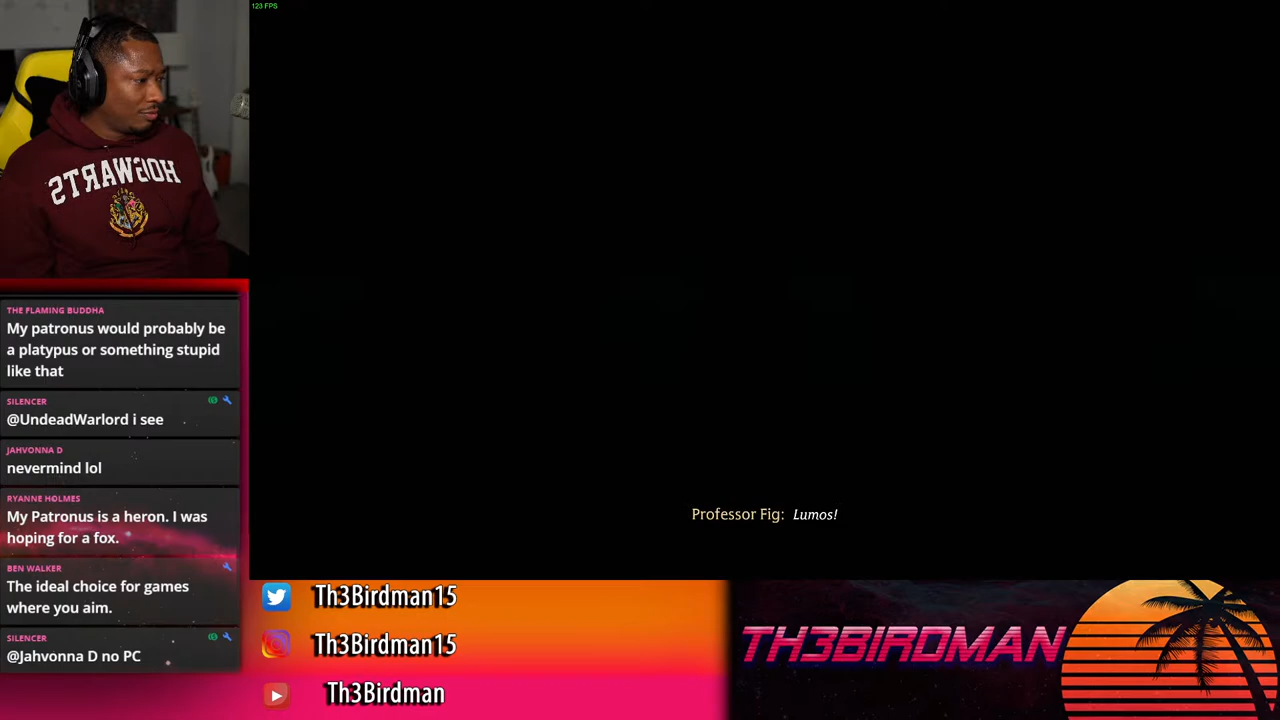 123 FPS
HOGWARTS
THE FLAMING BUDDHA
My patronus would probably be
a platypus or something stupid
like that
SILENCER
@UndeadWarlord i see
JAHVONNA D
nevermind lol
RYANNE HOLMES
My Patronus is a heron. I was
hoping for a fox.
BEN WALKER
The ideal choice for games
where you aim.
SILENCER
@Jahvonna D no PC
Professor Fig: Lumos!
Th3Birdman15
Th3Birdman15
Th3Birdman
TH3BIRDMAN